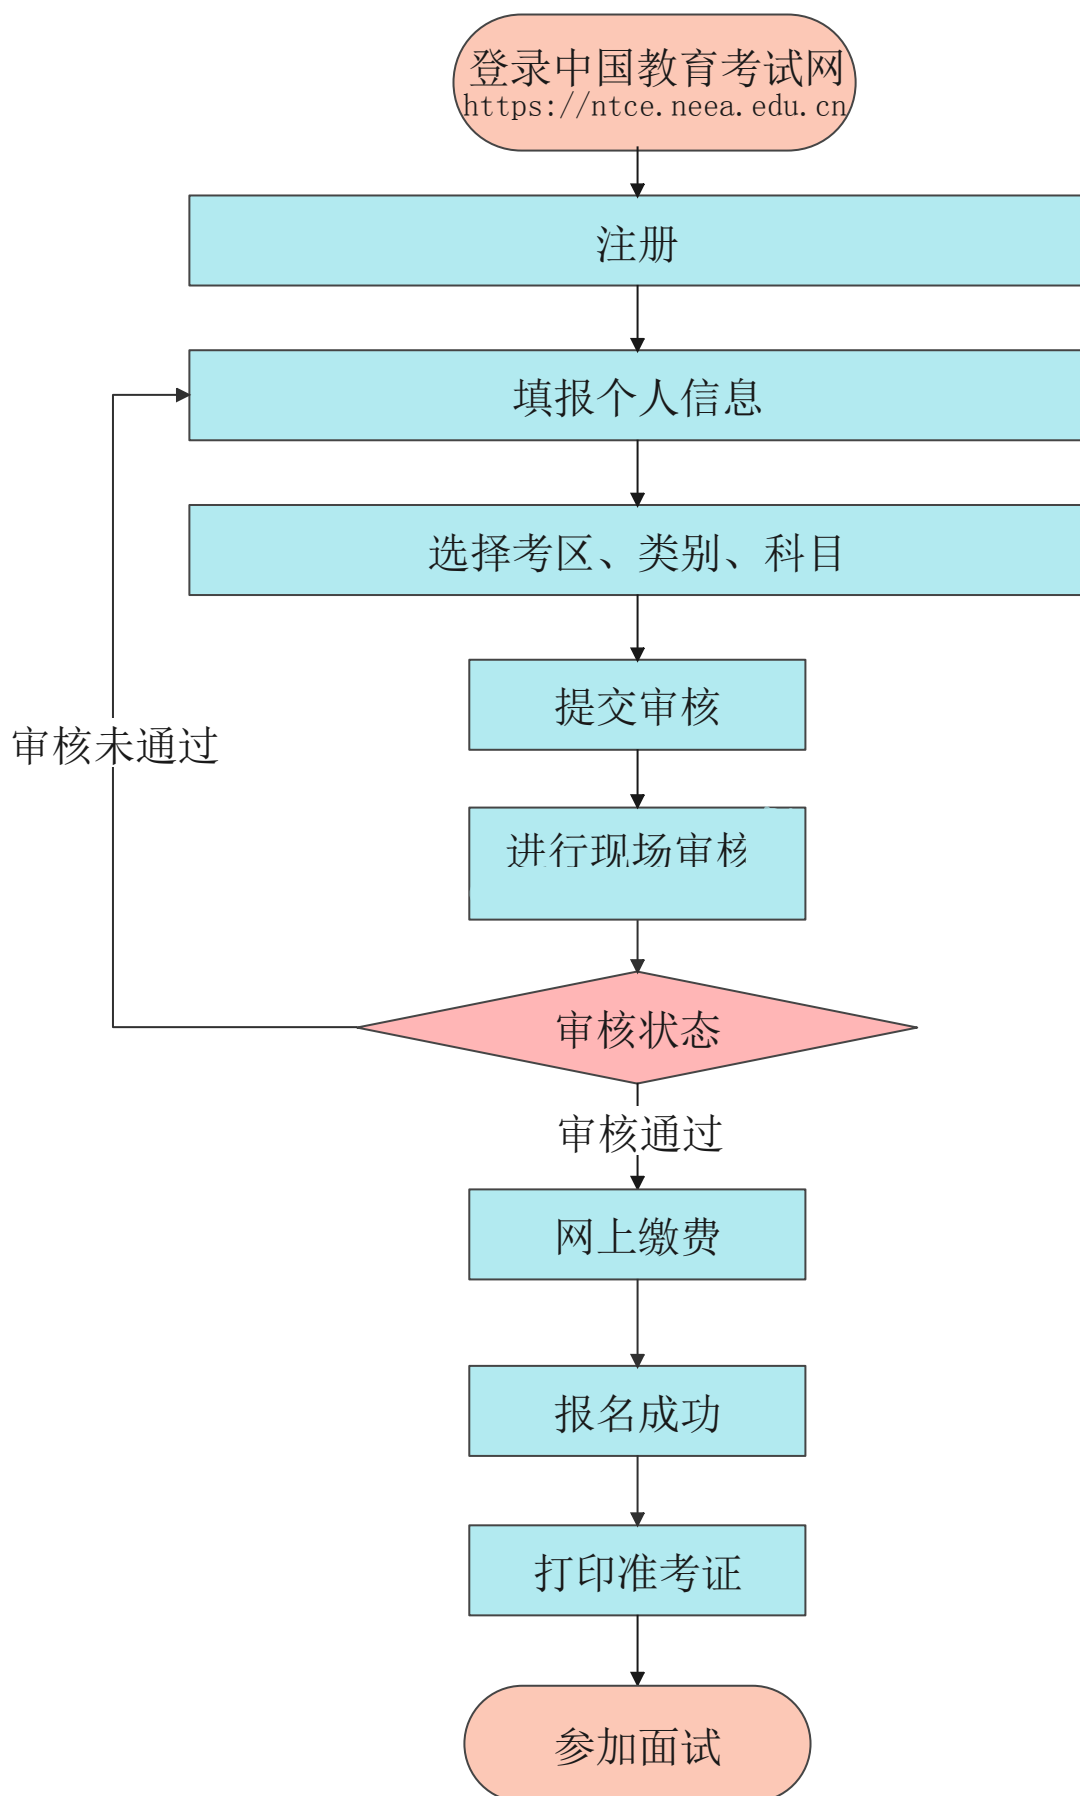 登录中国教育考试网
https://ntce.neea.edu.cn
注册
填报个人信息
选择考区、类别、科目
提交审核
审核未通过
进行现场审核
审核状态
审核通过
网上缴费
报名成功
打印准考证
参加面试